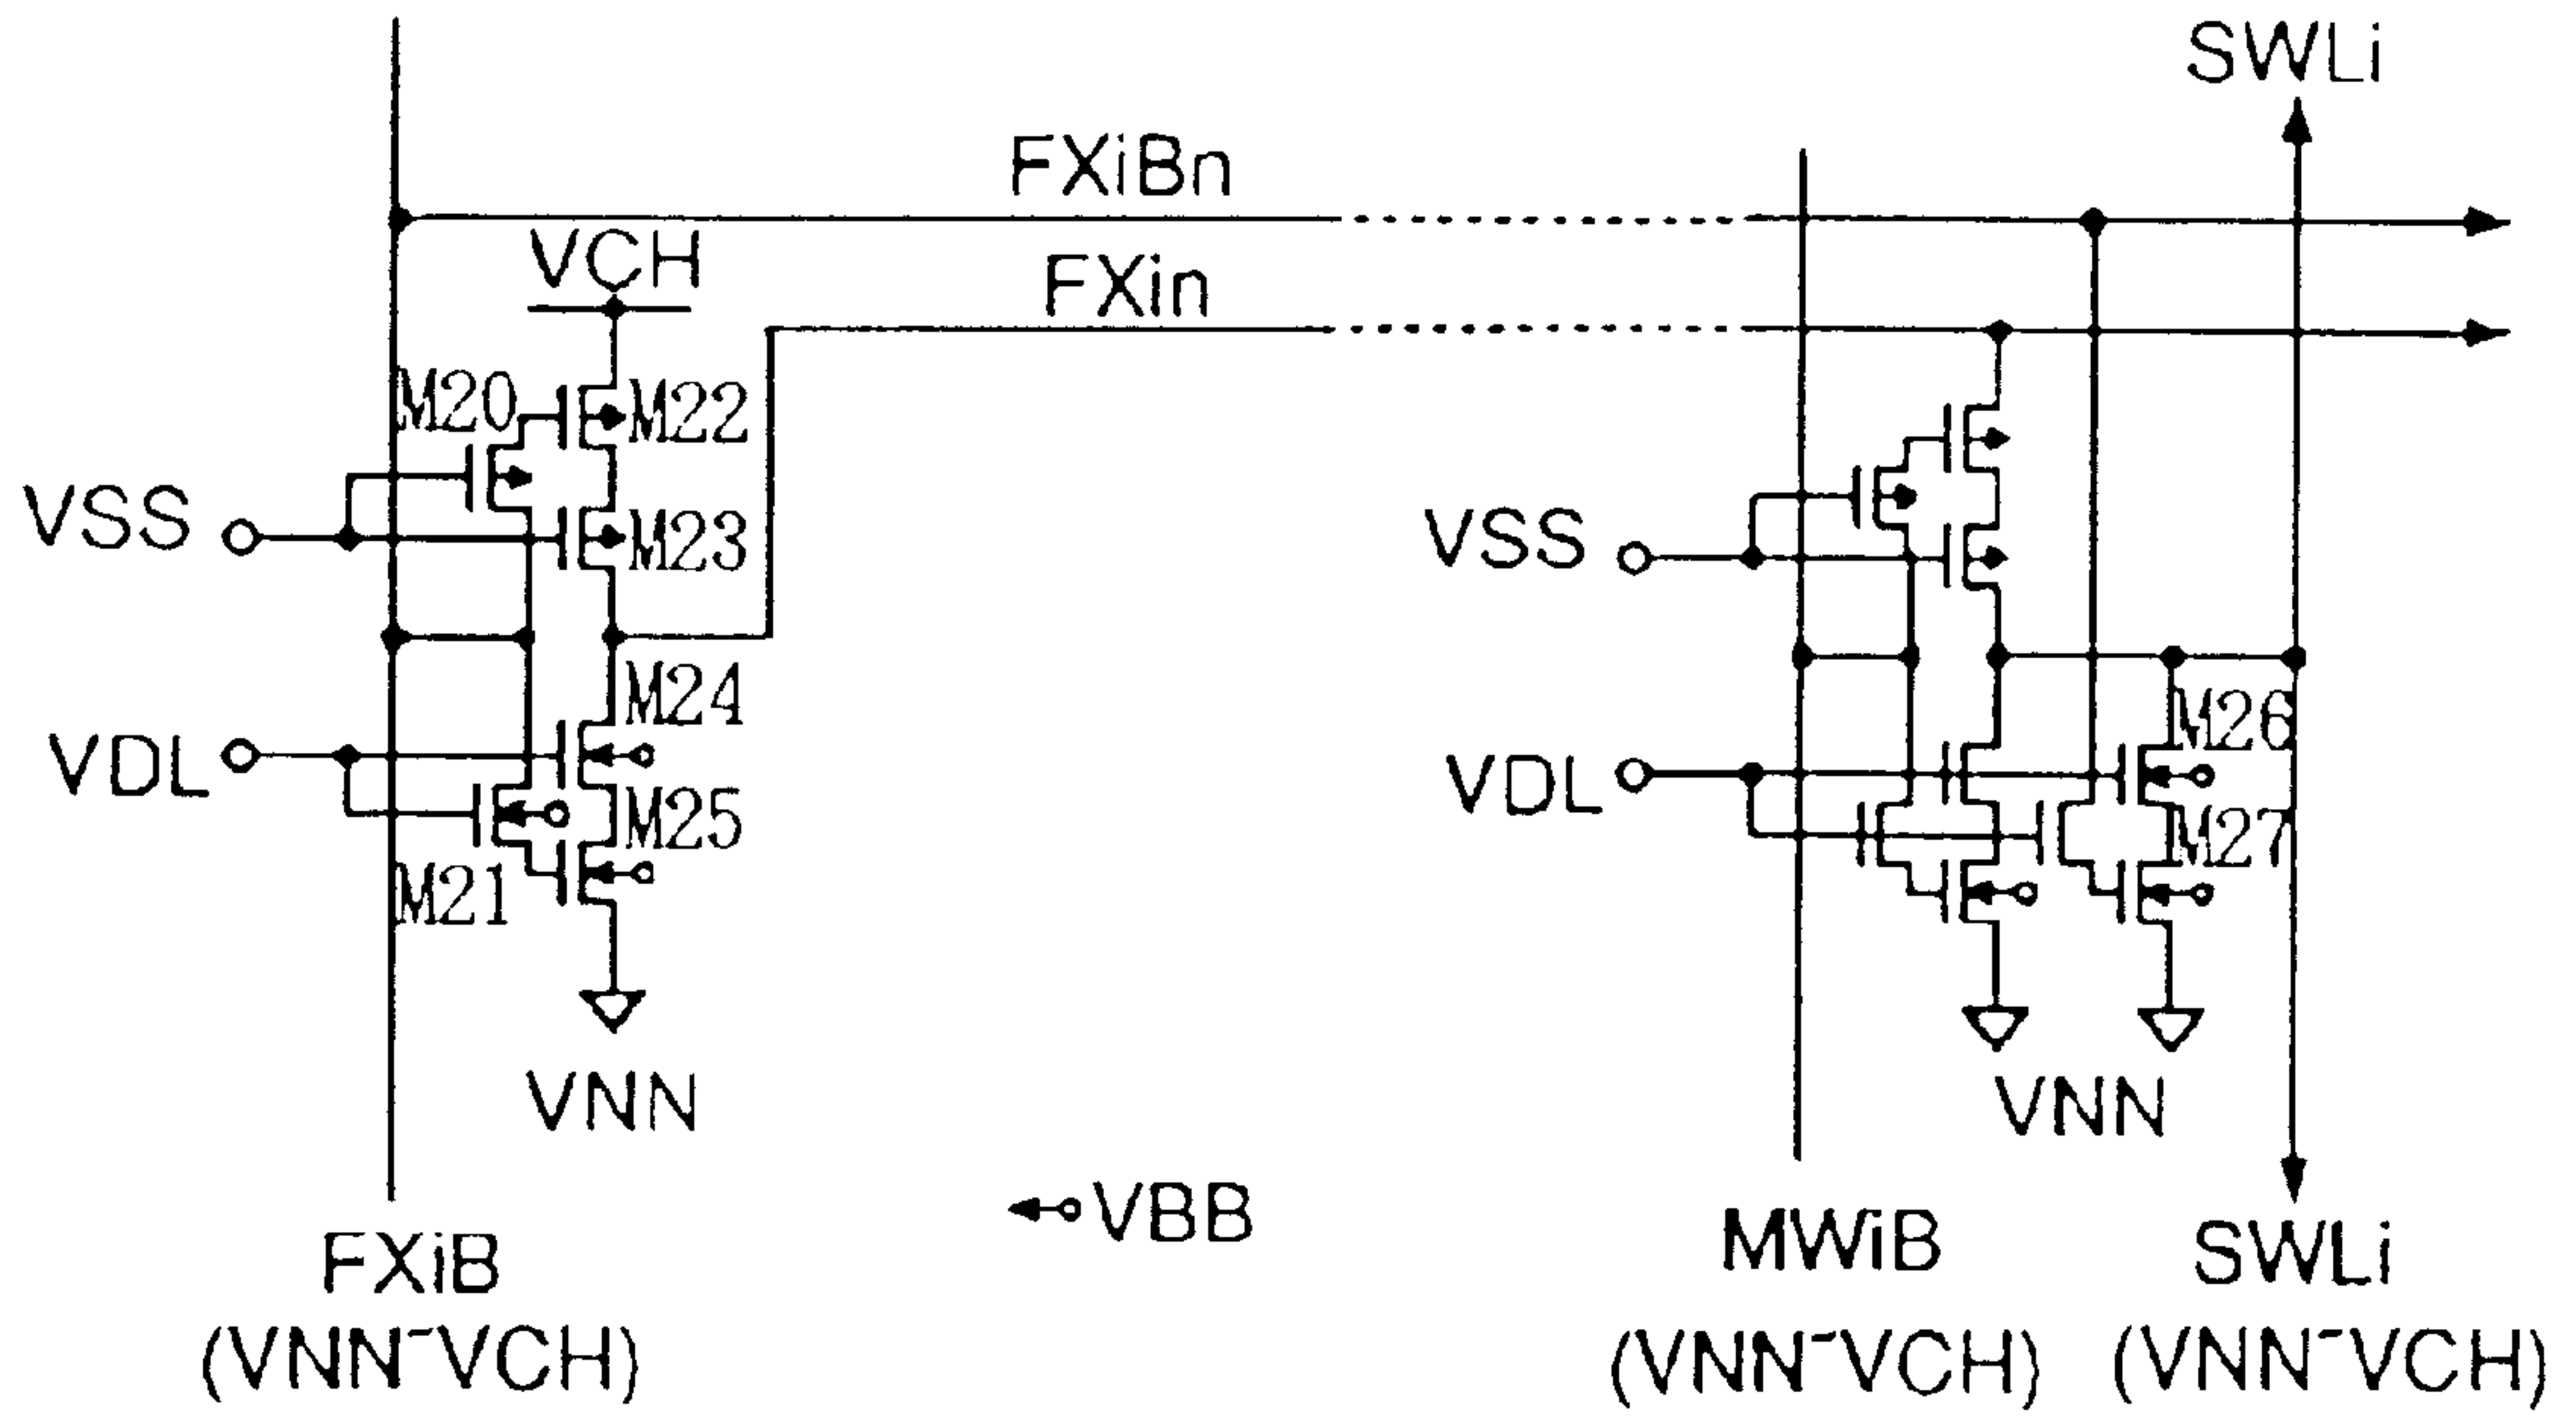 SWLi
FXiBn
VCH
FXin
M20
M22
VSS
M23
VSS
M24
M26
VDL
VDL
M25
M27
M21
VNN
VNN
VBB
FXiB
MWiB
SWLi
(VNN~VCH)
(VNN~VCH)
(VNN~VCH)